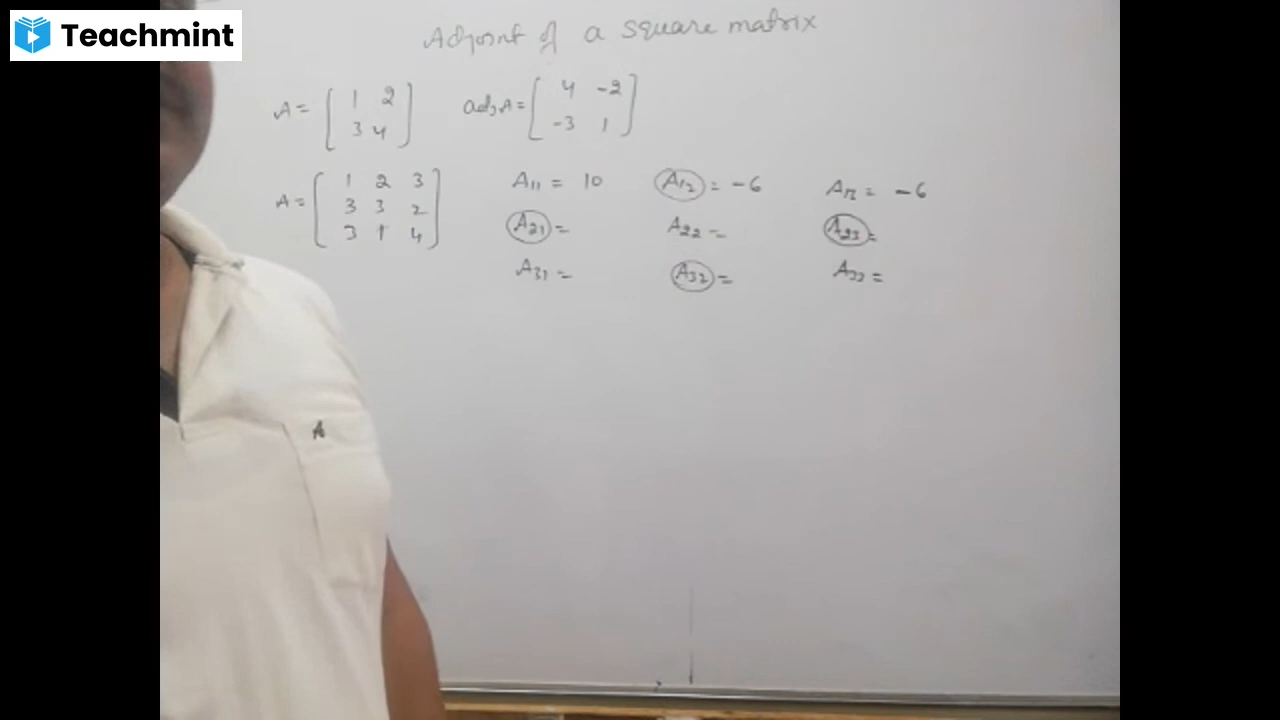 Teachmint
Adjoint of a square matrix
A = [ 1 2
3 4 ] adj A = [ 4 -2
-3 1 ]
A = [ 1 2 3
3 3 2
3 1 4 ]
A11 = 10 A12 = -6 A13 = -6
A21 = A22 = A23 =
A31 = A32 = A33 =